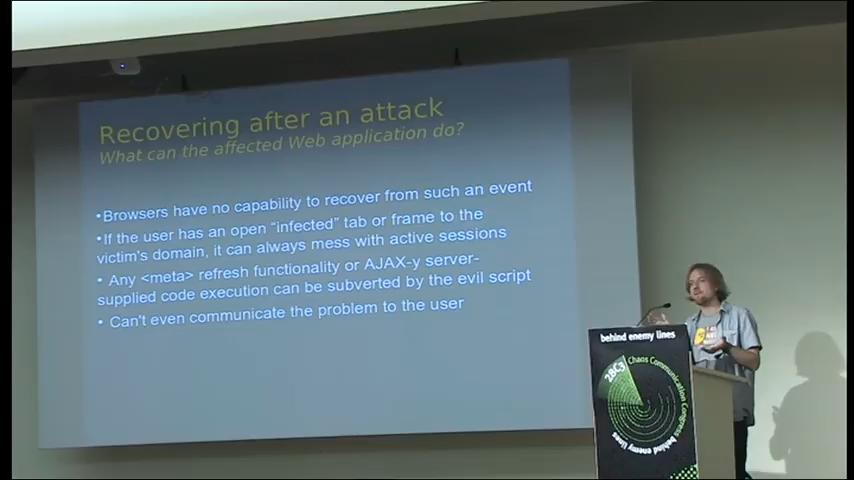 Recovering after an attack
What can the affected Web application do?
•Browsers have no capability to recover from such an event
•If the user has an open “infected” tab or frame to the
victim's domain, it can always mess with active sessions
• Any <meta> refresh functionality or AJAX-y server-
supplied code execution can be subverted by the evil script
• Can't even communicate the problem to the user
behind enemy lines
2BC3
Chaos Communication Congress
behind enemy lines